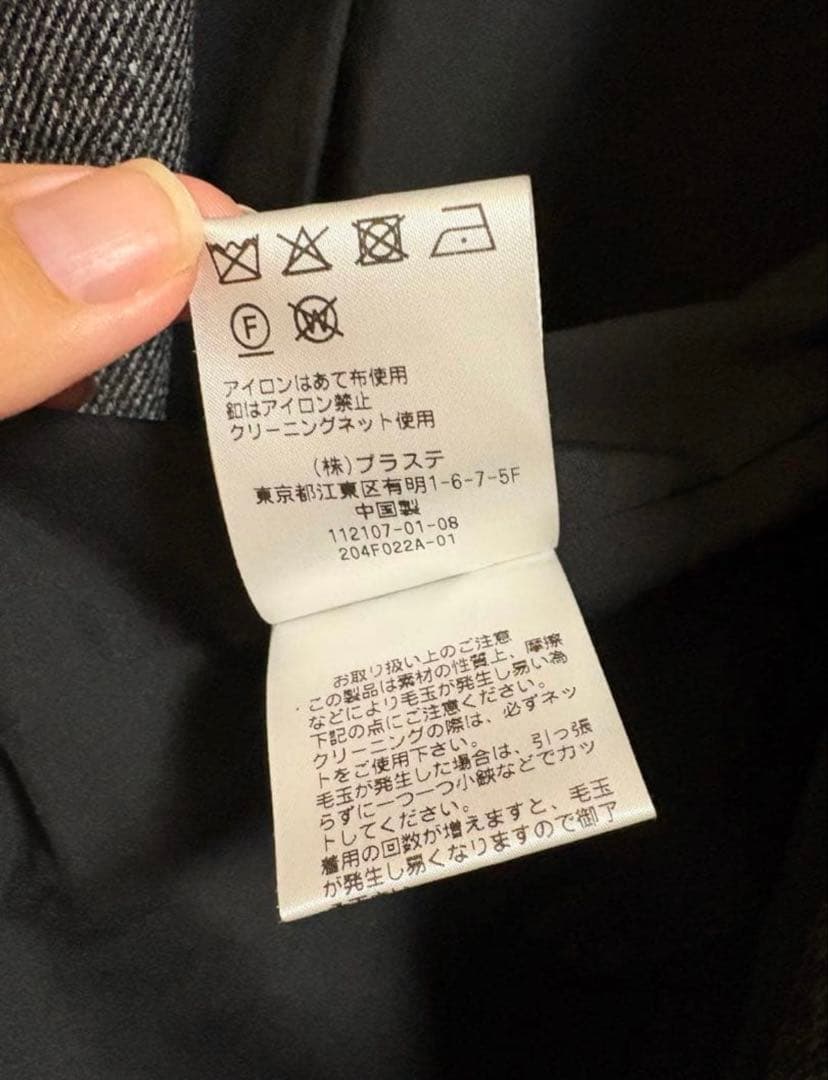 F W
アイロンはあて布使用
釦はアイロン禁止
クリーニングネット使用
(株)プラステ
東京都江東区有明1-6-7-5F
中国製
112107-01-08
204F022A-01
お取り扱い上のご注意
この製品は素材の性質上、摩擦
などにより毛玉が発生し易い為
下記の点にご注意ください。
クリーニングの際は、必ずネッ
トをご使用下さい。
毛玉が発生した場合は、引っ張
らずに一つ一つ小鋏などでカッ
トしてください。
着用の回数が増えますと、毛玉
が発生し易くなりますので御了